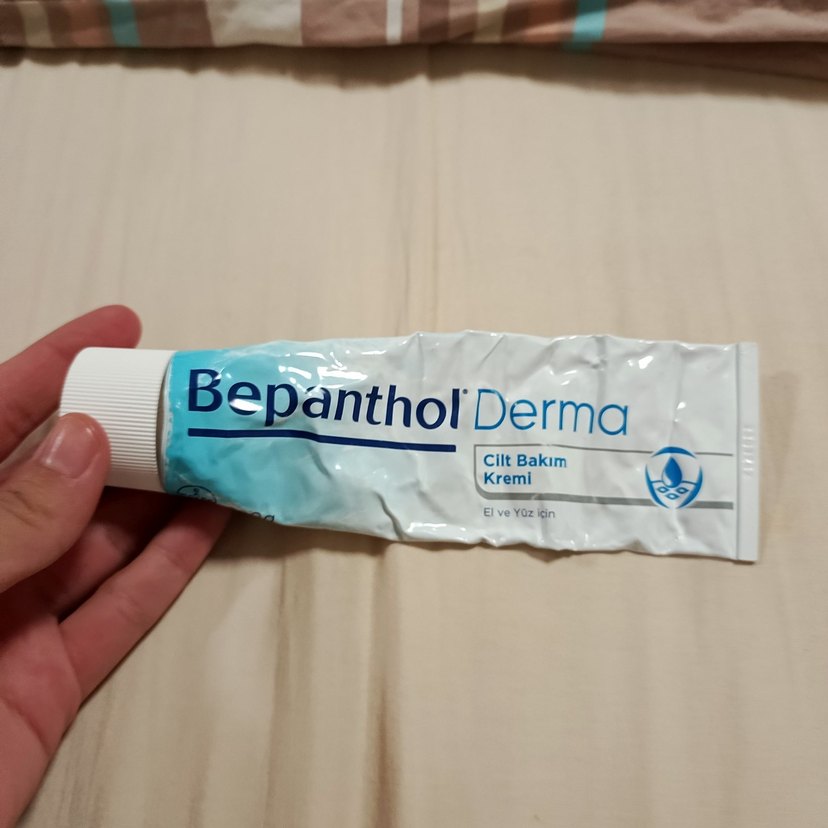 Bepanthol® Derma
Cilt Bakım
Kremi
El ve Yüz için